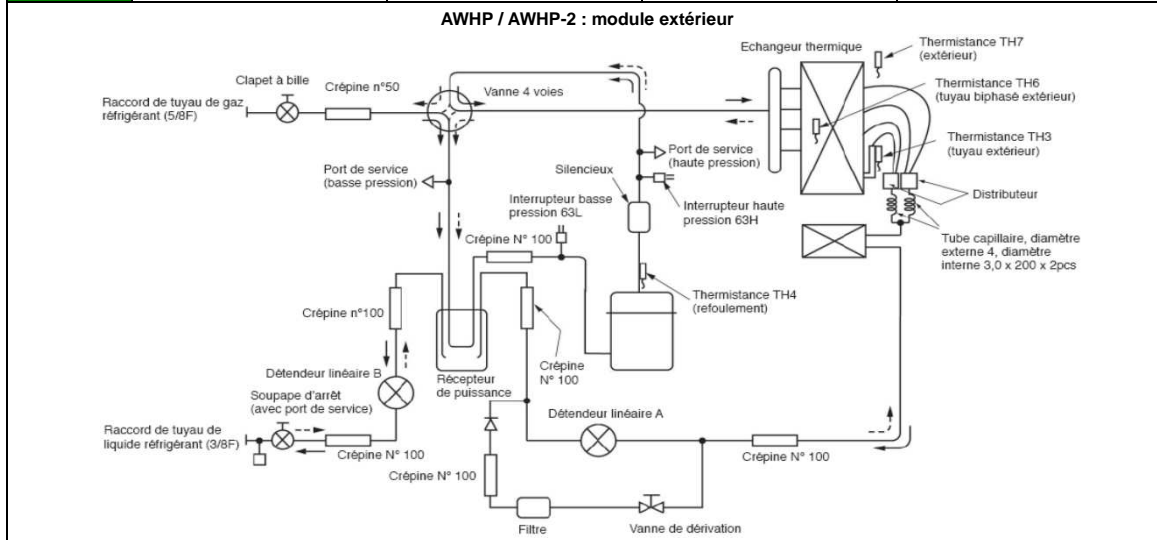 AWHP / AWHP-2 : module extérieur
Echangeur thermique
Thermistance TH7
(extérieur)
Clapet à bille
Crépine n°50
Vanne 4 voies
Thermistance TH6
(tuyau biphasé extérieur)
Raccord de tuyau de gaz
réfrigérant (5/8F)
Thermistance TH3
(tuyau extérieur)
Port de service
(haute pression)
Port de service
(basse pression)
Silencieux
Distributeur
Interrupteur basse
pression 63L
Interrupteur haute
pression 63H
Crépine N° 100
Tube capillaire, diamètre
externe 4, diamètre
interne 3,0 x 200 x 2pcs
Thermistance TH4
(refoulement)
Crépine n°100
Crépine
N° 100
Récepteur
de puissance
Détendeur linéaire B
Soupape d'arrêt
(avec port de service)
Détendeur linéaire A
Raccord de tuyau de
liquide réfrigérant (3/8F)
Crépine N° 100
Crépine N° 100
Crépine N° 100
Filtre
Vanne de dérivation